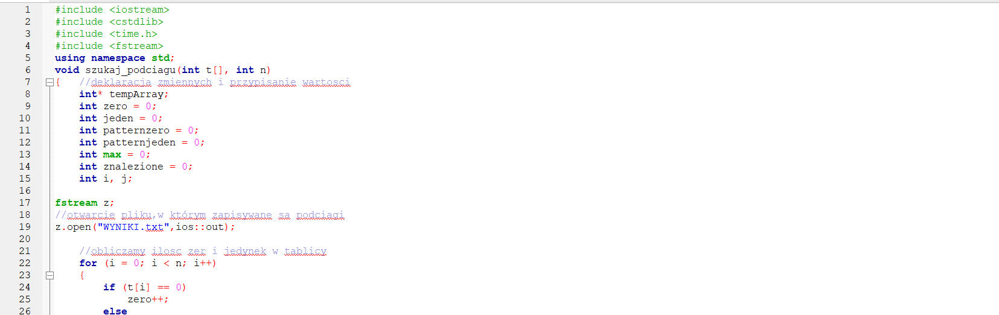 1 #include <iostream>
2 #include <cstdlib>
3 #include <time.h>
4 #include <fstream>
5 using namespace std;
6 void szukaj_podciagu(int t[], int n)
7 { //deklaracja zmiennych i przypisanie wartosci
8 int* tempArray;
9 int zero = 0;
10 int jeden = 0;
11 int patternzero = 0;
12 int patternjeden = 0;
13 int max = 0;
14 int znalezione = 0;
15 int i, j;
16
17 fstream z;
18 //otwarcie pliku,w którym zapisywane sa podciagi
19 z.open("WYNIKI.txt",ios::out);
20
21 //obliczamy ilosc zer i jedynek w tablicy
22 for (i = 0; i < n; i++)
23 {
24 if (t[i] == 0)
25 zero++;
26 else